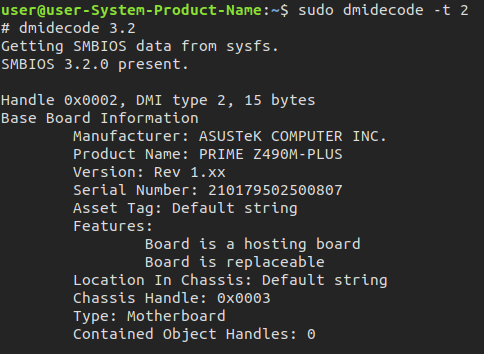 user@user-System-Product-Name:~$ sudo dmidecode -t 2
# dmidecode 3.2
Getting SMBIOS data from sysfs.
SMBIOS 3.2.0 present.

Handle 0x0002, DMI type 2, 15 bytes
Base Board Information
        Manufacturer: ASUSTeK COMPUTER INC.
        Product Name: PRIME Z490M-PLUS
        Version: Rev 1.xx
        Serial Number: 210179502500807
        Asset Tag: Default string
        Features:
                Board is a hosting board
                Board is replaceable
        Location In Chassis: Default string
        Chassis Handle: 0x0003
        Type: Motherboard
        Contained Object Handles: 0